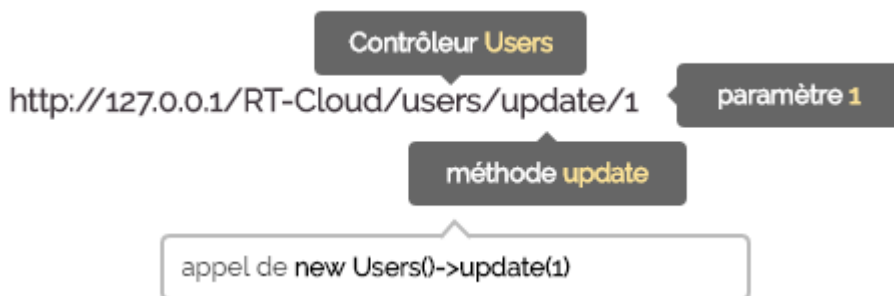 Contrôleur Users
http://127.0.0.1/RT-Cloud/users/update/1
paramètre 1
méthode update
appel de new Users()->update(1)